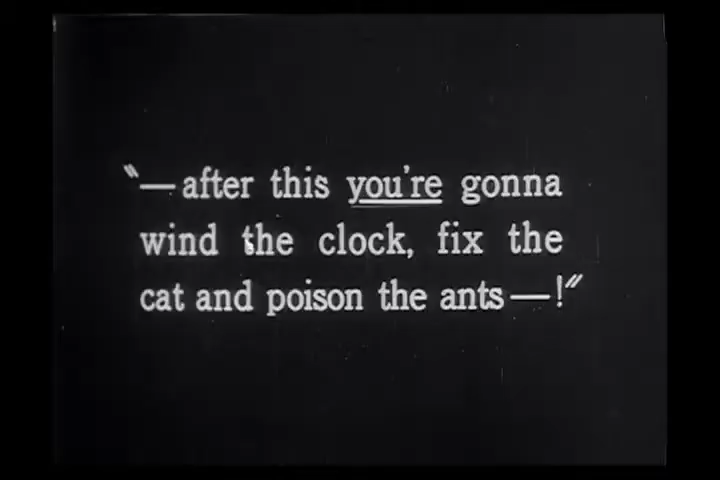 "—after this you're gonna
wind the clock, fix the
cat and poison the ants—!"